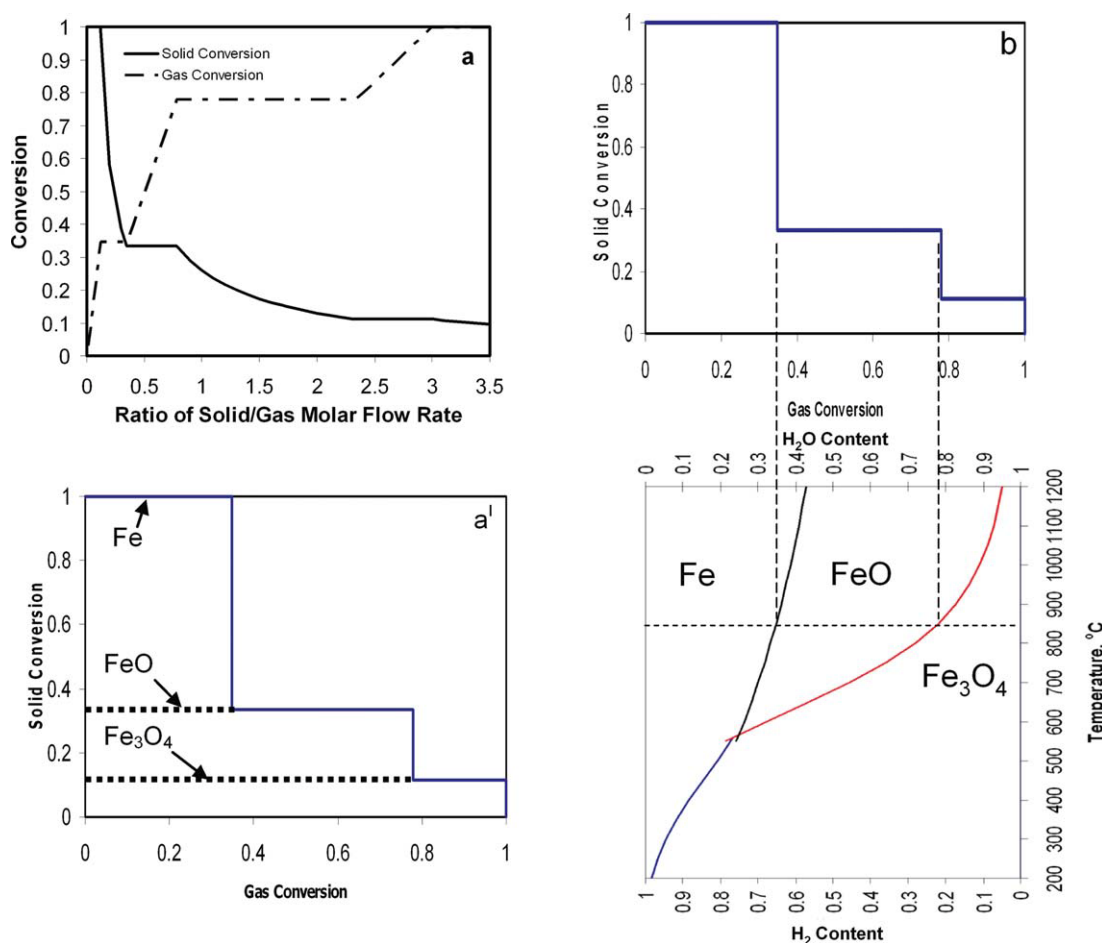 a
Solid Conversion
Gas Conversion
1
0.9
0.8
0.7
0.6
0.5
0.4
0.3
0.2
0.1
0
Conversion
0 0.5 1 1.5 2 2.5 3 3.5
Ratio of Solid/Gas Molar Flow Rate
b
1
0.8
0.6
0.4
0.2
0
Solid Conversion
0 0.2 0.4 0.6 0.8 1
Gas Conversion
aᴵ
1
0.8
0.6
0.4
0.2
0
Solid Conversion
Fe
FeO
Fe₃O₄
0 0.2 0.4 0.6 0.8 1
Gas Conversion
H₂O Content
0 0.1 0.2 0.3 0.4 0.5 0.6 0.7 0.8 0.9 1
Fe
FeO
Fe₃O₄
200 300 400 500 600 700 800 900 1000 1100 1200
Temperature, °C
1 0.9 0.8 0.7 0.6 0.5 0.4 0.3 0.2 0.1 0
H₂ Content